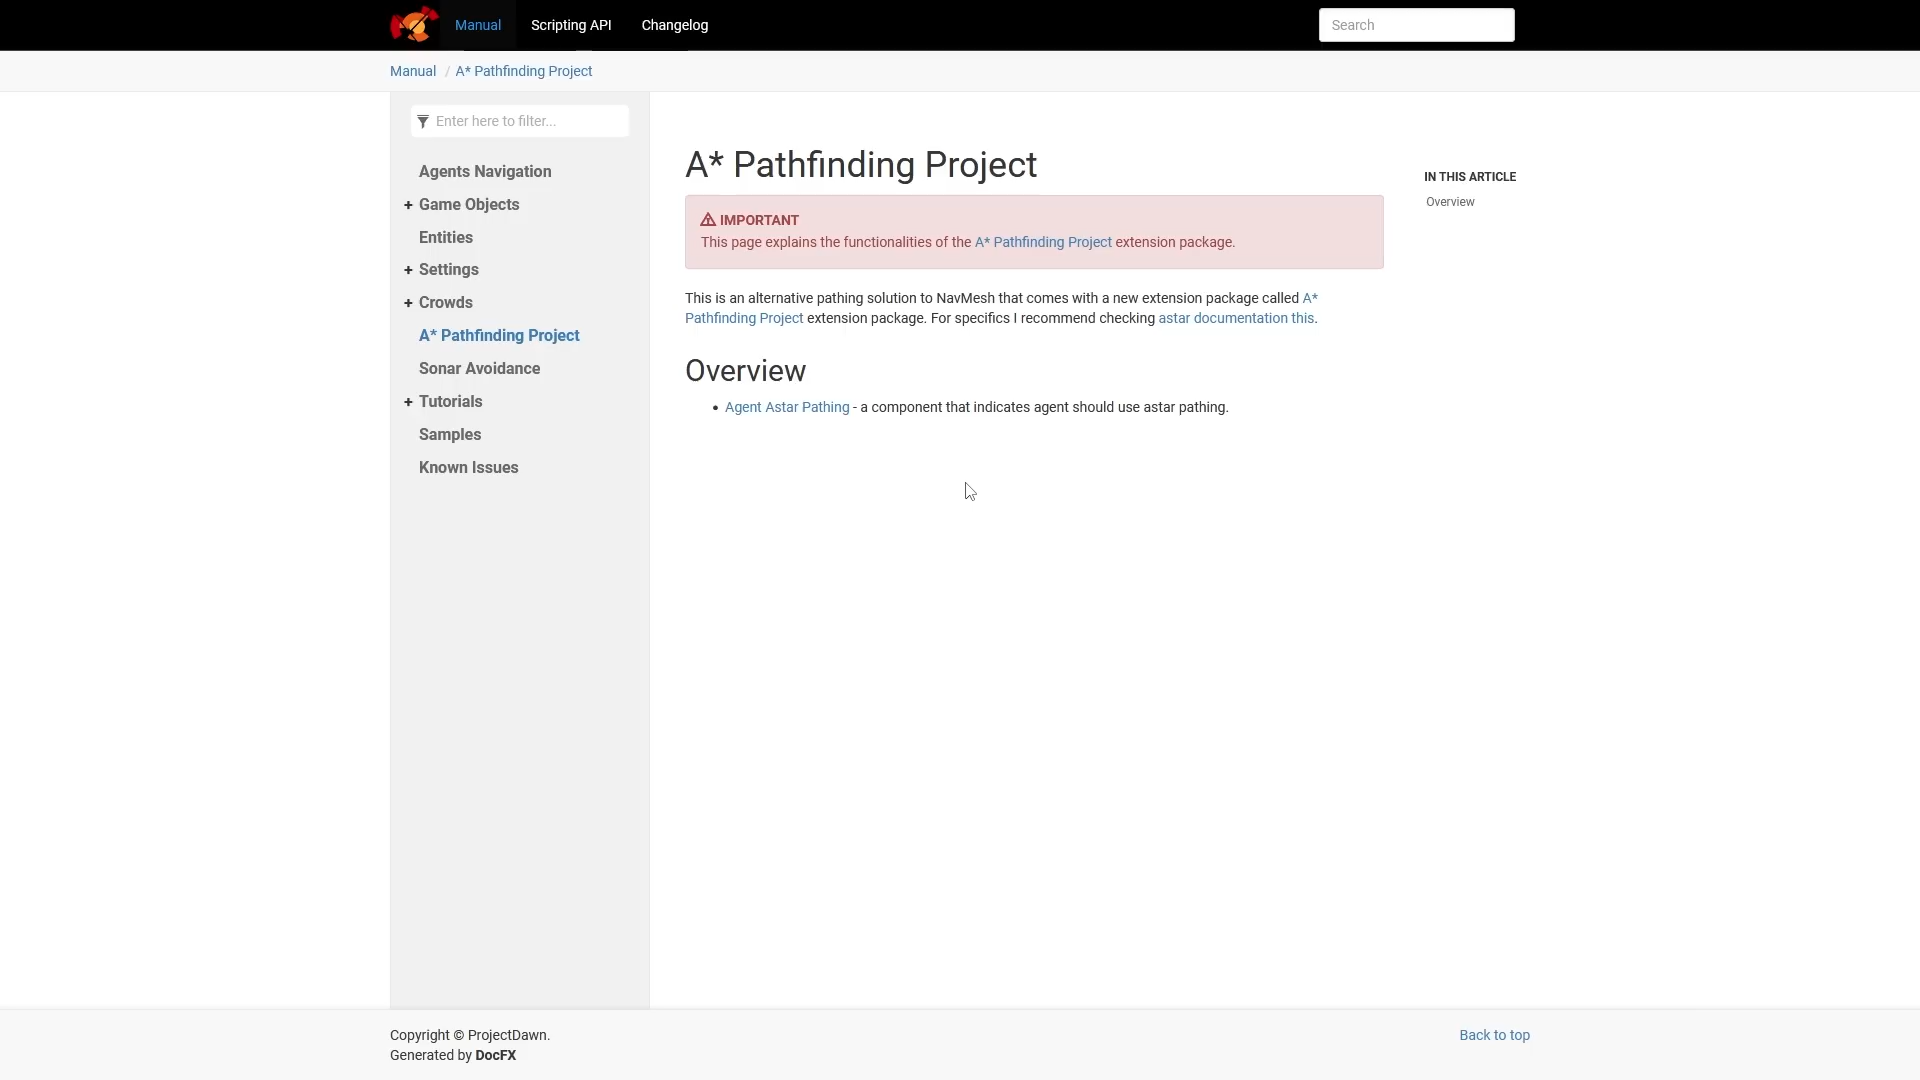 Manual Scripting API Changelog Search
Manual / A* Pathfinding Project
Enter here to filter...
Agents Navigation
+ Game Objects
Entities
+ Settings
+ Crowds
A* Pathfinding Project
Sonar Avoidance
+ Tutorials
Samples
Known Issues
A* Pathfinding Project
IMPORTANT
This page explains the functionalities of the A* Pathfinding Project extension package.
This is an alternative pathing solution to NavMesh that comes with a new extension package called A*
Pathfinding Project extension package. For specifics I recommend checking astar documentation this.
Overview
• Agent Astar Pathing - a component that indicates agent should use astar pathing.
IN THIS ARTICLE
Overview
Copyright © ProjectDawn.
Generated by DocFX
Back to top